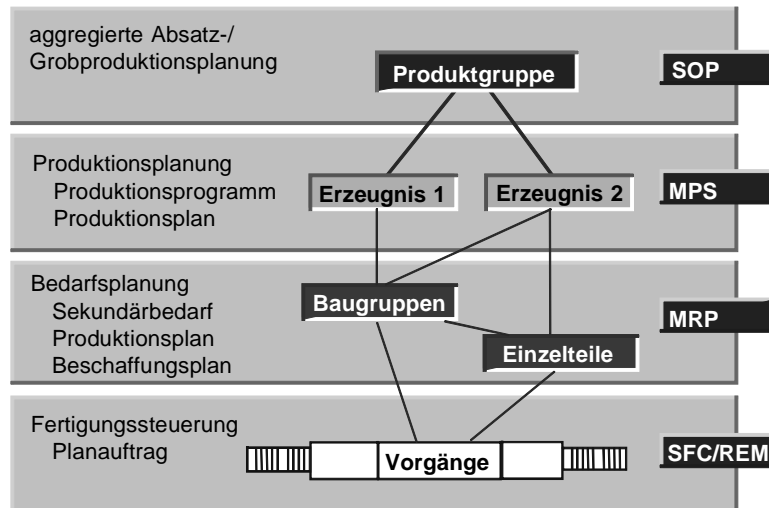 aggregierte Absatz-/
Grobproduktionsplanung
Produktgruppe
SOP
Produktionsplanung
Produktionsprogramm
Produktionsplan
Erzeugnis 1
Erzeugnis 2
MPS
Bedarfsplanung
Sekundärbedarf
Produktionsplan
Beschaffungsplan
Baugruppen
Einzelteile
MRP
Fertigungssteuerung
Planauftrag
Vorgänge
SFC/REM